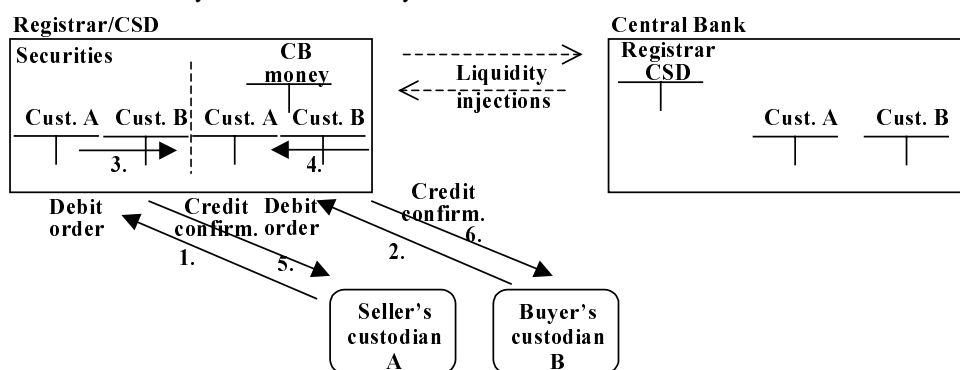 Registrar/CSD
Central Bank
Securities
CB
money
Registrar
CSD
Liquidity
injections
Cust. A
Cust. B
Cust. A
Cust. B
Cust. A
Cust. B
3.
4.
Debit
order
Credit
confirm.
Debit
order
Credit
confirm.
1.
5.
2.
6.
Seller's
custodian
A
Buyer's
custodian
B